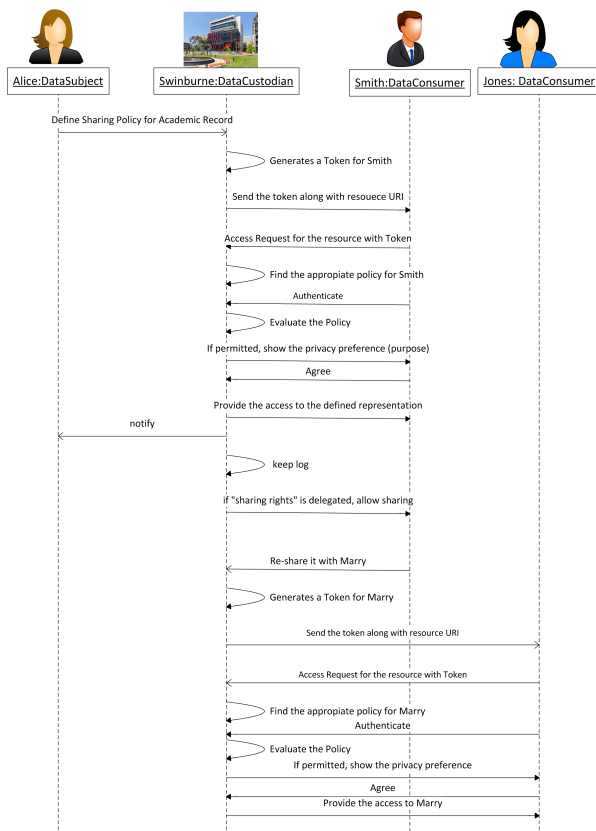 Alice:DataSubject
Swinburne:DataCustodian
Smith:DataConsumer
Jones: DataConsumer
Define Sharing Policy for Academic Record
Generates a Token for Smith
Send the token along with resouece URI
Access Request for the resource with Token
Find the appropiate policy for Smith
Authenticate
Evaluate the Policy
If permitted, show the privacy preference (purpose)
Agree
Provide the access to the defined representation
notify
keep log
if "sharing rights" is delegated, allow sharing
Re-share it with Marry
Generates a Token for Marry
Send the token along with resource URI
Access Request for the resource with Token
Find the appropiate policy for Marry
Authenticate
Evaluate the Policy
If permitted, show the privacy preference
Agree
Provide the access to Marry